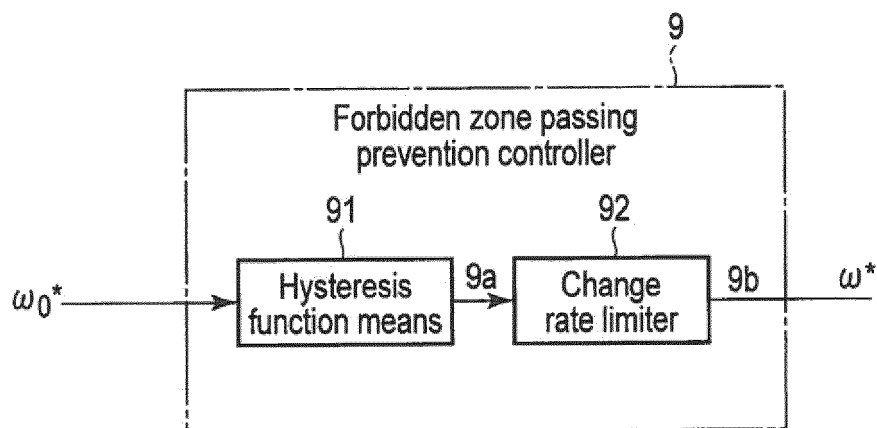 9
Forbidden zone passing
prevention controller
91
92
ω0*
Hysteresis
function means
9a
Change
rate limiter
9b
ω*